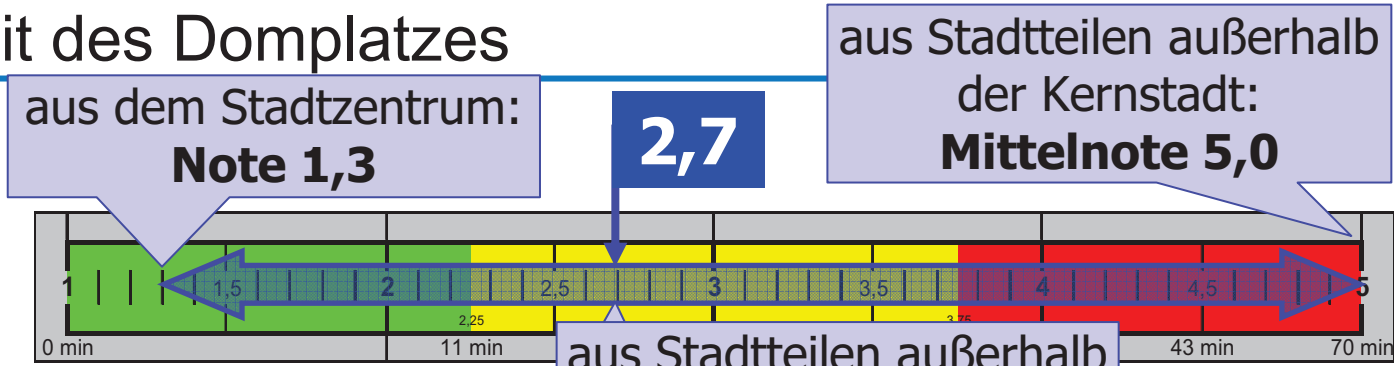 it des Domplatzes
aus dem Stadtzentrum:
Note 1,3
2,7
aus Stadtteilen außerhalb
der Kernstadt:
Mittelnote 5,0
1 1,5 2 2,5 3 3,5 4 4,5 5
2,25 3,75
0 min 11 min 43 min 70 min
aus Stadtteilen außerhalb